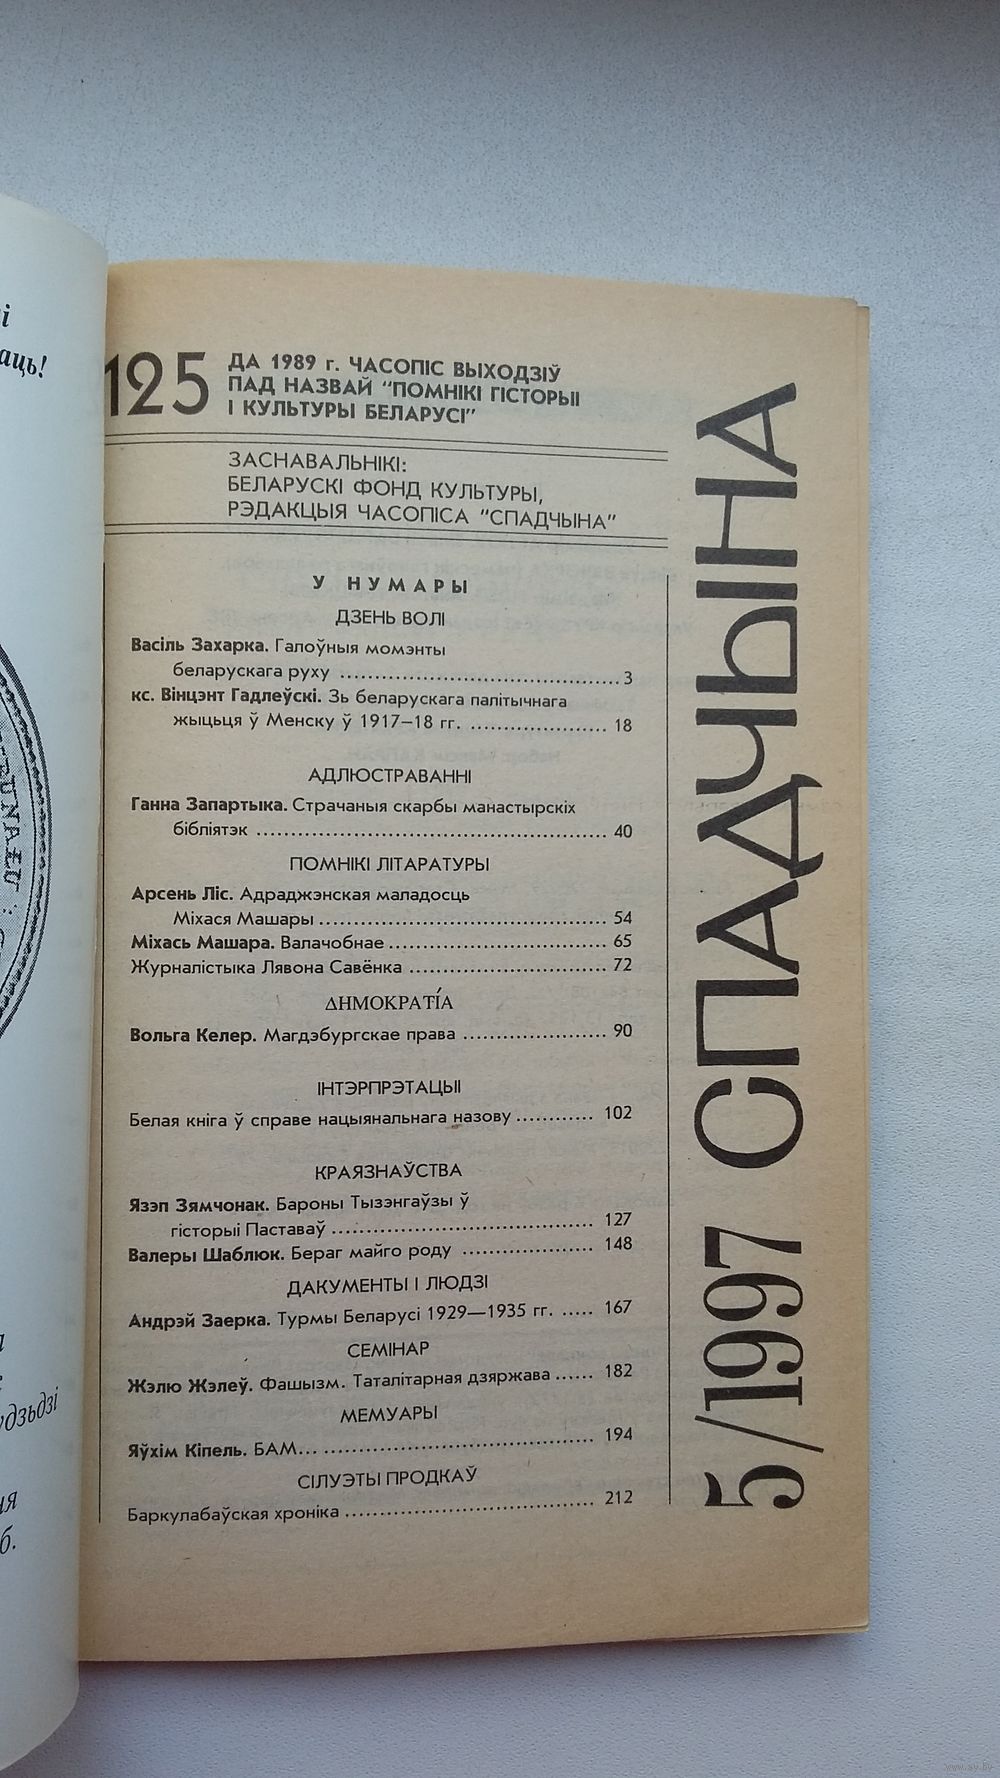 і
аць!
125
ДА 1989 г. ЧАСОПІС ВЫХОДЗІЎ
ПАД НАЗВАЙ "ПОМНІКІ ГІСТОРЫІ
І КУЛЬТУРЫ БЕЛАРУСІ"
ЗАСНАВАЛЬНІКІ:
БЕЛАРУСКІ ФОНД КУЛЬТУРЫ,
РЭДАКЦЫЯ ЧАСОПІСА "СПАДЧЫНА"
У НУМАРЫ
ДЗЕНЬ ВОЛІ
Васіль Захарка. Галоўныя момэнты
беларускага руху ........................................ 3
кс. Вінцэнт Гадлеўскі. Зь беларускага палітычнага
жыцьця ў Менску ў 1917–18 гг. ..................... 18
АДЛЮСТРАВАННІ
Ганна Запартыка. Страчаныя скарбы манастырскіх
бібліятэк ..................................................... 40
ПОМНІКІ ЛІТАРАТУРЫ
Арсень Ліс. Адраджэнская маладосць
Міхася Машары ............................................ 54
Міхась Машара. Валачобнае ................................. 65
Журналістыка Лявона Савёнка .............................. 72
ΔΗΜΟΚΡΑΤΊΑ
Вольга Келер. Магдэбургскае права ...................... 90
ІНТЭРПРЭТАЦЫІ
Белая кніга ў справе нацыянальнага назову ............ 102
КРАЯЗНАЎСТВА
Язэп Зямчонак. Бароны Тызэнгаўзы ў
гісторыі Паставаў ........................................ 127
Валеры Шаблюк. Бераг майго роду .................... 148
ДАКУМЕНТЫ І ЛЮДЗІ
Андрэй Заерка. Турмы Беларусі 1929—1935 гг. ..... 167
СЕМІНАР
Жэлю Жэлеў. Фашызм. Таталітарная дзяржава ...... 182
МЕМУАРЫ
Яўхім Кіпель. БАМ... ......................................... 194
СІЛУЭТЫ ПРОДКАЎ
Баркулабаўская хроніка ...................................... 212
5/1997 СПАДЧЫНА
www.ay.by